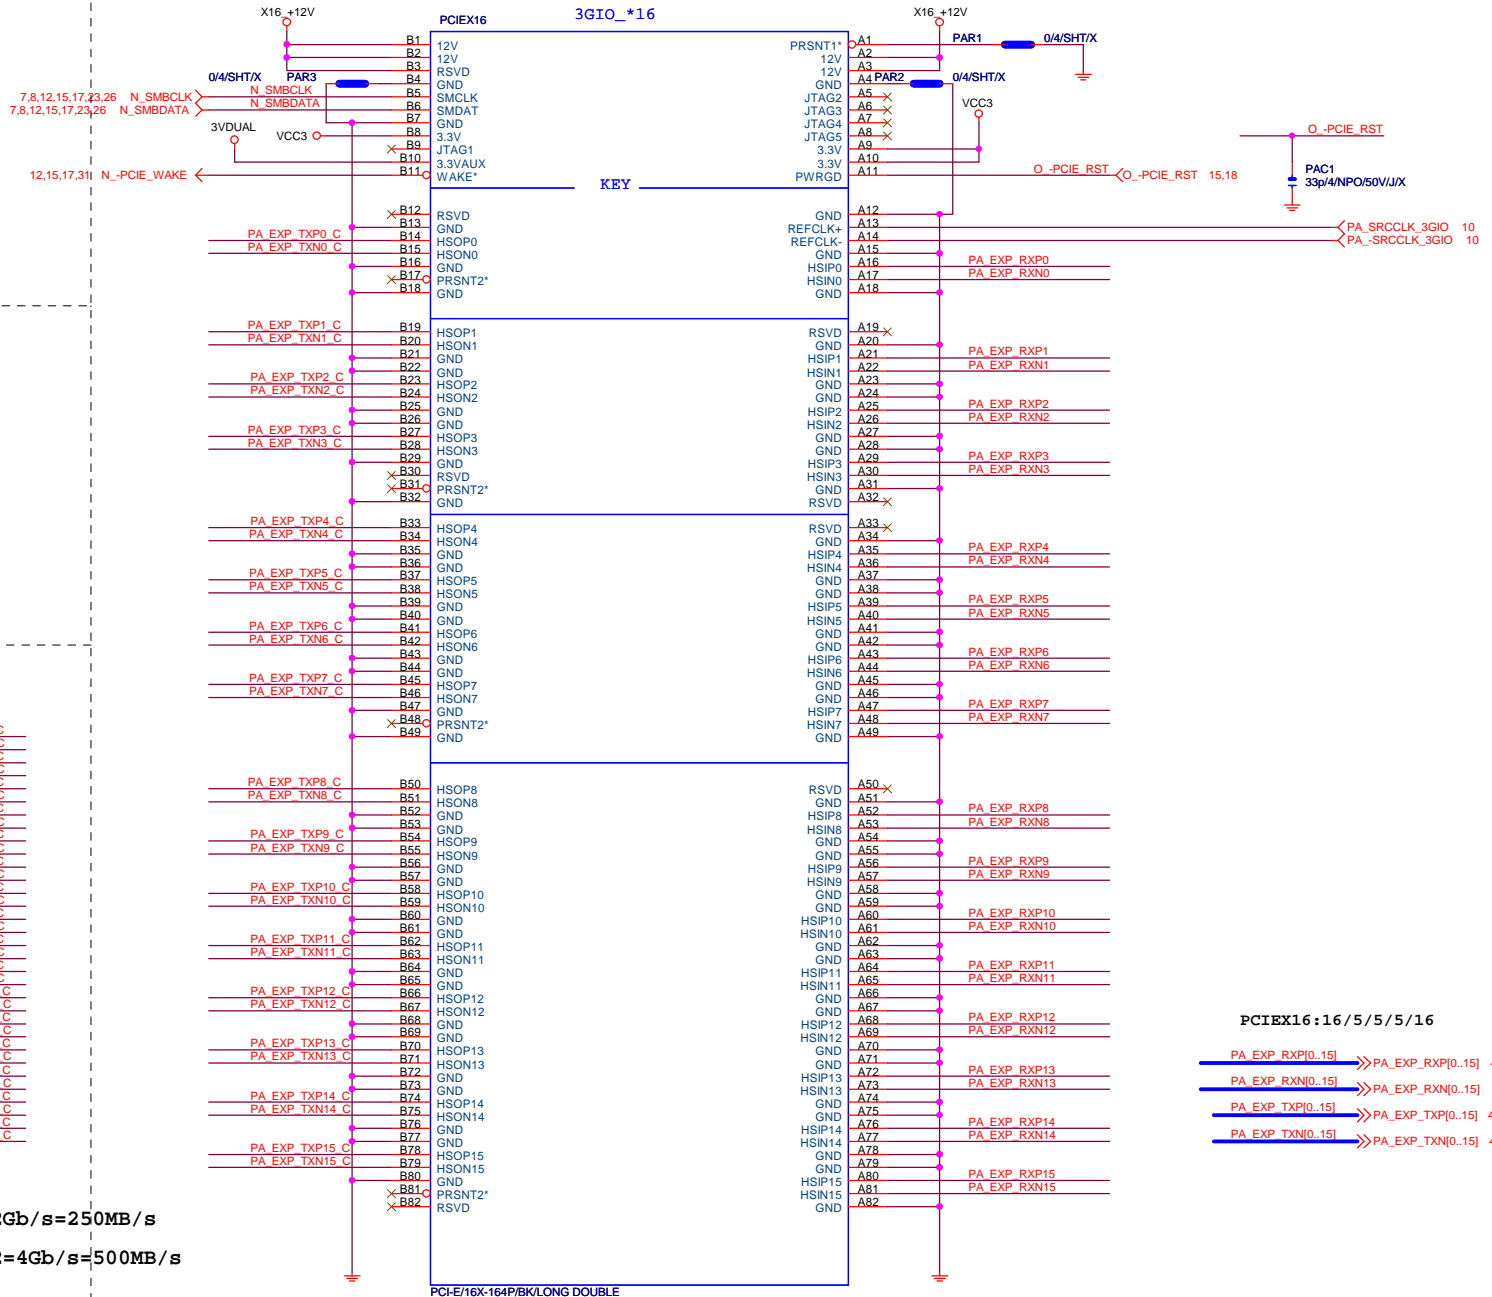 3GIO_*16
X16_+12V
PCIEX16
X16_+12V
B1 12V
B2 12V
B3 RSVD
0/4/SHT/X PAR3 B4 GND
7,8,12,15,17,23,26 N_SMBCLK N_SMBCLK B5 SMCLK
7,8,12,15,17,23,26 N_SMBDATA N_SMBDATA B6 SMDAT
B7 GND
3VDUAL VCC3 B8 3.3V
B9 JTAG1
B10 3.3VAUX
12,15,17,31 N_-PCIE_WAKE B11 WAKE*
KEY
B12 RSVD
B13 GND
PA_EXP_TXP0_C B14 HSOP0
PA_EXP_TXN0_C B15 HSON0
B16 GND
B17 PRSNT2*
B18 GND
PA_EXP_TXP1_C B19 HSOP1
PA_EXP_TXN1_C B20 HSON1
B21 GND
B22 GND
PA_EXP_TXP2_C B23 HSOP2
PA_EXP_TXN2_C B24 HSON2
B25 GND
B26 GND
PA_EXP_TXP3_C B27 HSOP3
PA_EXP_TXN3_C B28 HSON3
B29 GND
B30 RSVD
B31 PRSNT2*
B32 GND
PA_EXP_TXP4_C B33 HSOP4
PA_EXP_TXN4_C B34 HSON4
B35 GND
B36 GND
PA_EXP_TXP5_C B37 HSOP5
PA_EXP_TXN5_C B38 HSON5
B39 GND
B40 GND
PA_EXP_TXP6_C B41 HSOP6
PA_EXP_TXN6_C B42 HSON6
B43 GND
B44 GND
PA_EXP_TXP7_C B45 HSOP7
PA_EXP_TXN7_C B46 HSON7
B47 GND
B48 PRSNT2*
B49 GND
PA_EXP_TXP8_C B50 HSOP8
PA_EXP_TXN8_C B51 HSON8
B52 GND
B53 GND
PA_EXP_TXP9_C B54 HSOP9
PA_EXP_TXN9_C B55 HSON9
B56 GND
B57 GND
PA_EXP_TXP10_C B58 HSOP10
PA_EXP_TXN10_C B59 HSON10
B60 GND
B61 GND
PA_EXP_TXP11_C B62 HSOP11
PA_EXP_TXN11_C B63 HSON11
B64 GND
B65 GND
PA_EXP_TXP12_C B66 HSOP12
PA_EXP_TXN12_C B67 HSON12
B68 GND
B69 GND
PA_EXP_TXP13_C B70 HSOP13
PA_EXP_TXN13_C B71 HSON13
B72 GND
B73 GND
PA_EXP_TXP14_C B74 HSOP14
PA_EXP_TXN14_C B75 HSON14
B76 GND
B77 GND
PA_EXP_TXP15_C B78 HSOP15
PA_EXP_TXN15_C B79 HSON15
B80 GND
B81 PRSNT2*
B82 RSVD
PRSNT1* A1 PAR1 0/4/SHT/X
12V A2
12V A3
GND A4 PAR2 0/4/SHT/X
JTAG2 A5
JTAG3 A6 VCC3
JTAG4 A7
JTAG5 A8
3.3V A9
3.3V A10
PWRGD A11 O_-PCIE_RST O_-PCIE_RST 15,18
GND A12
REFCLK+ A13 PA_SRCCLK_3GIO 10
REFCLK- A14 PA_-SRCCLK_3GIO 10
GND A15
HSIP0 A16 PA_EXP_RXP0
HSIN0 A17 PA_EXP_RXN0
GND A18
RSVD A19
GND A20
HSIP1 A21 PA_EXP_RXP1
HSIN1 A22 PA_EXP_RXN1
GND A23
GND A24
HSIP2 A25 PA_EXP_RXP2
HSIN2 A26 PA_EXP_RXN2
GND A27
GND A28
HSIP3 A29 PA_EXP_RXP3
HSIN3 A30 PA_EXP_RXN3
GND A31
RSVD A32
RSVD A33
GND A34
HSIP4 A35 PA_EXP_RXP4
HSIN4 A36 PA_EXP_RXN4
GND A37
GND A38
HSIP5 A39 PA_EXP_RXP5
HSIN5 A40 PA_EXP_RXN5
GND A41
GND A42
HSIP6 A43 PA_EXP_RXP6
HSIN6 A44 PA_EXP_RXN6
GND A45
GND A46
HSIP7 A47 PA_EXP_RXP7
HSIN7 A48 PA_EXP_RXN7
GND A49
RSVD A50
GND A51
HSIP8 A52 PA_EXP_RXP8
HSIN8 A53 PA_EXP_RXN8
GND A54
GND A55
HSIP9 A56 PA_EXP_RXP9
HSIN9 A57 PA_EXP_RXN9
GND A58
GND A59
HSIP10 A60 PA_EXP_RXP10
HSIN10 A61 PA_EXP_RXN10
GND A62
GND A63
HSIP11 A64 PA_EXP_RXP11
HSIN11 A65 PA_EXP_RXN11
GND A66
GND A67
HSIP12 A68 PA_EXP_RXP12
HSIN12 A69 PA_EXP_RXN12
GND A70
GND A71
HSIP13 A72 PA_EXP_RXP13
HSIN13 A73 PA_EXP_RXN13
GND A74
GND A75
HSIP14 A76 PA_EXP_RXP14
HSIN14 A77 PA_EXP_RXN14
GND A78
GND A79
HSIP15 A80 PA_EXP_RXP15
HSIN15 A81 PA_EXP_RXN15
GND A82
PCI-E/16X-164P/BK/LONG DOUBLE
O_-PCIE_RST
PAC1
33p/4/NPO/50V/J/X
PCIEX16:16/5/5/5/16
PA_EXP_RXP[0..15] PA_EXP_RXP[0..15]
PA_EXP_RXN[0..15] PA_EXP_RXN[0..15]
PA_EXP_TXP[0..15] PA_EXP_TXP[0..15]
PA_EXP_TXN[0..15] PA_EXP_TXN[0..15]
Gb/s=250MB/s
=4Gb/s=500MB/s